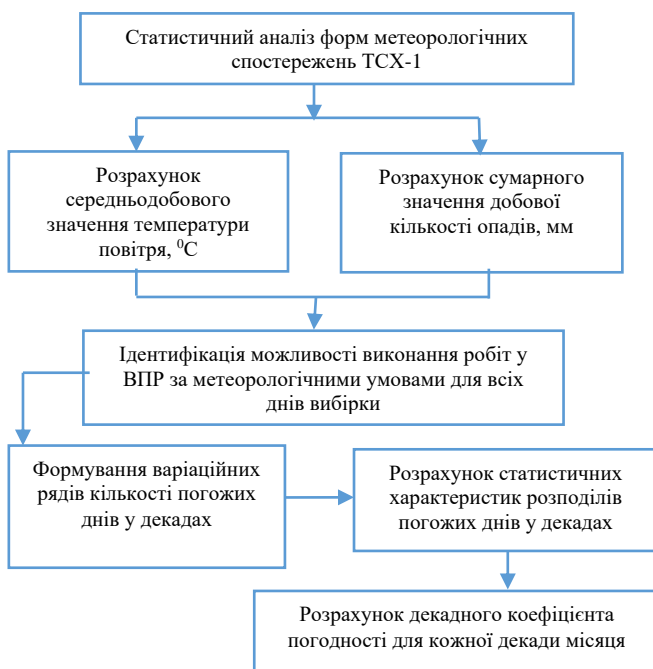 Статистичний аналіз форм метеорологічних
спостережень ТСХ-1
Розрахунок
середньодобового
значення температури
повітря, ⁰С
Розрахунок сумарного
значення добової
кількості опадів, мм
Ідентифікація можливості виконання робіт у
ВПР за метеорологічними умовами для всіх
днів вибірки
Формування варіаційних
рядів кількості погожих
днів у декадах
Розрахунок статистичних
характеристик розподілів
погожих днів у декадах
Розрахунок декадного коефіцієнта
погодності для кожної декади місяця